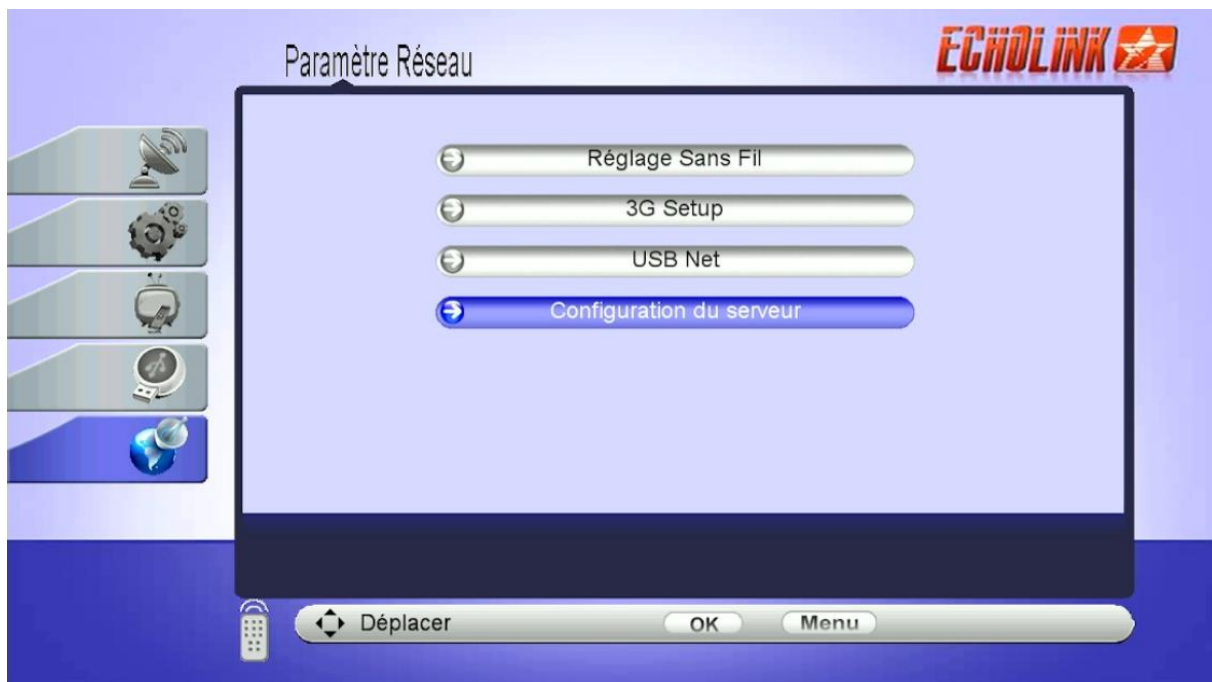 Paramètre Réseau
ECHOLINK
Réglage Sans Fil
3G Setup
USB Net
Configuration du serveur
Déplacer
OK
Menu